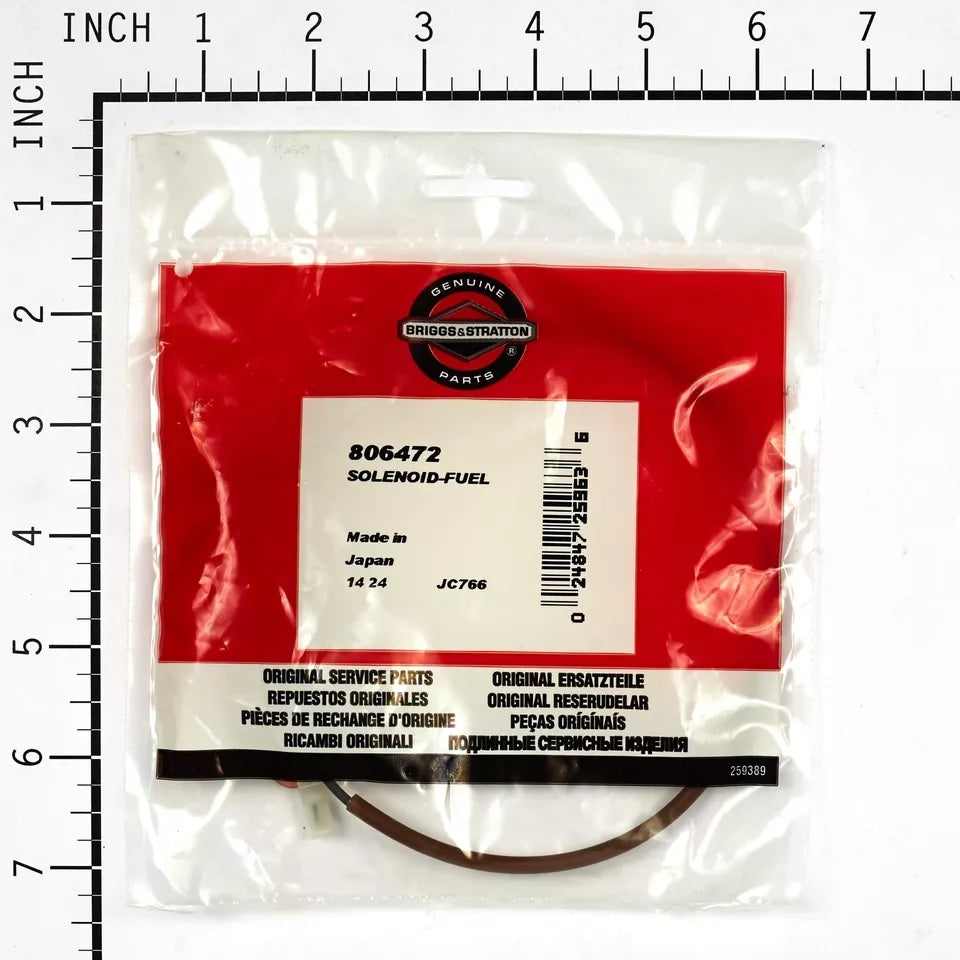 INCH 1 2 3 4 5 6 7
INCH
1
2
3
4
5
6
7
GENUINE
BRIGGS&STRATTON
®
PARTS
806472
SOLENOID-FUEL
Made in
Japan
14 24 JC766
0 24847 25963 6
ORIGINAL SERVICE PARTS
REPUESTOS ORIGINALES
PIÈCES DE RECHANGE D'ORIGINE
RICAMBI ORIGINALI
ORIGINAL ERSATZTEILE
ORIGINAL RESERUDELAR
PEÇAS ORÍGÍNAÍS
ПОДЛИННЫЕ СЕРВИСНЫЕ ИЗДЕЛИЯ
259389